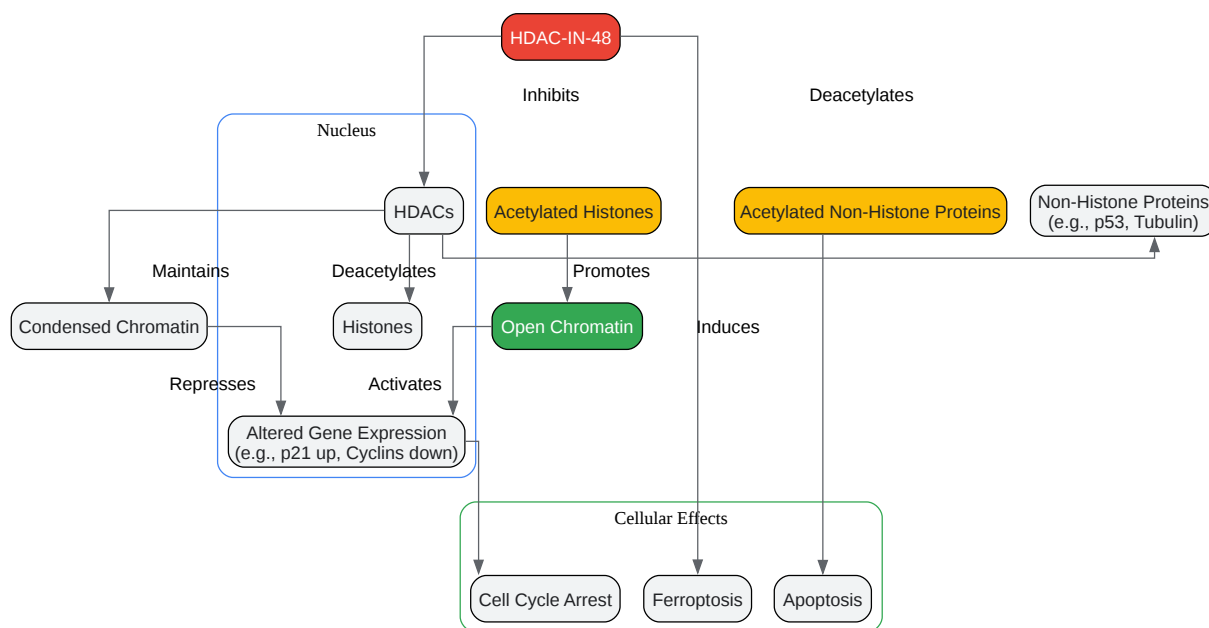 HDAC-IN-48
Inhibits
Deacetylates
Nucleus
HDACs
Acetylated Histones
Acetylated Non-Histone Proteins
Non-Histone Proteins
(e.g., p53, Tubulin)
Maintains
Deacetylates
Promotes
Condensed Chromatin
Histones
Open Chromatin
Induces
Represses
Activates
Altered Gene Expression
(e.g., p21 up, Cyclins down)
Cellular Effects
Cell Cycle Arrest
Ferroptosis
Apoptosis